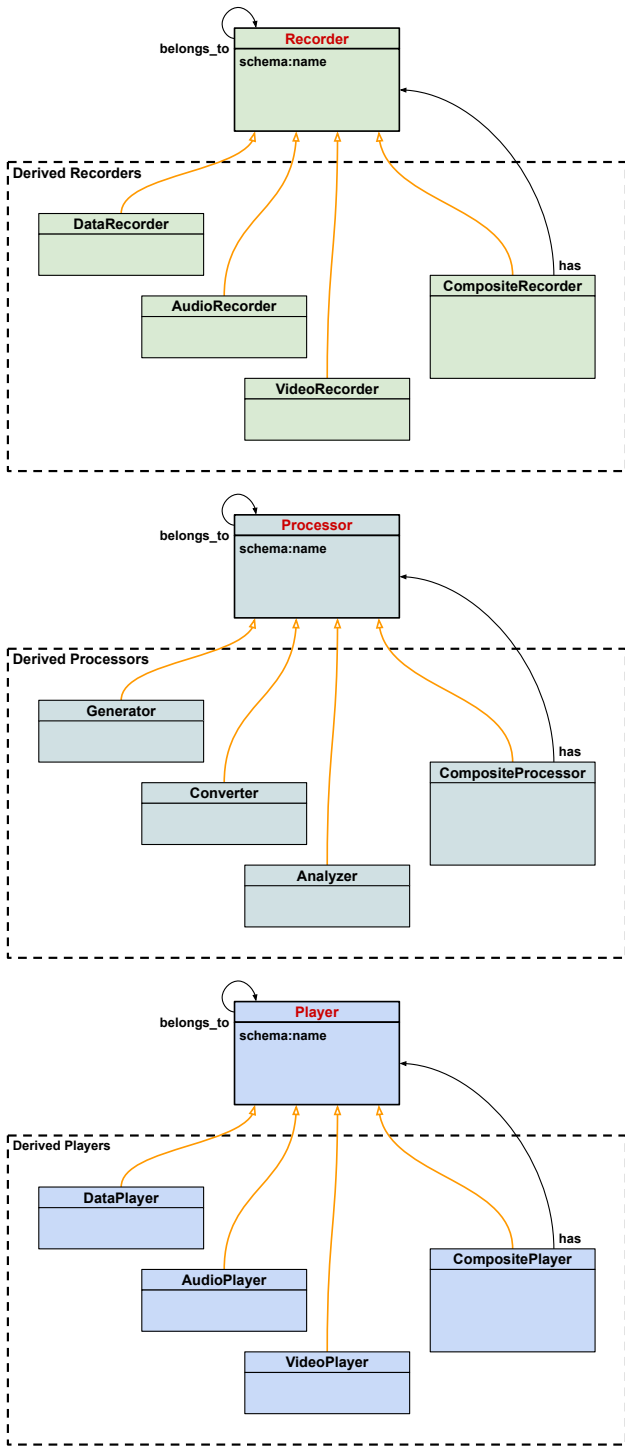 Recorder
belongs_to
schema:name
Derived Recorders
DataRecorder
has
CompositeRecorder
AudioRecorder
VideoRecorder
Processor
belongs_to
schema:name
Derived Processors
Generator
has
CompositeProcessor
Converter
Analyzer
Player
belongs_to
schema:name
Derived Players
DataPlayer
has
CompositePlayer
AudioPlayer
VideoPlayer